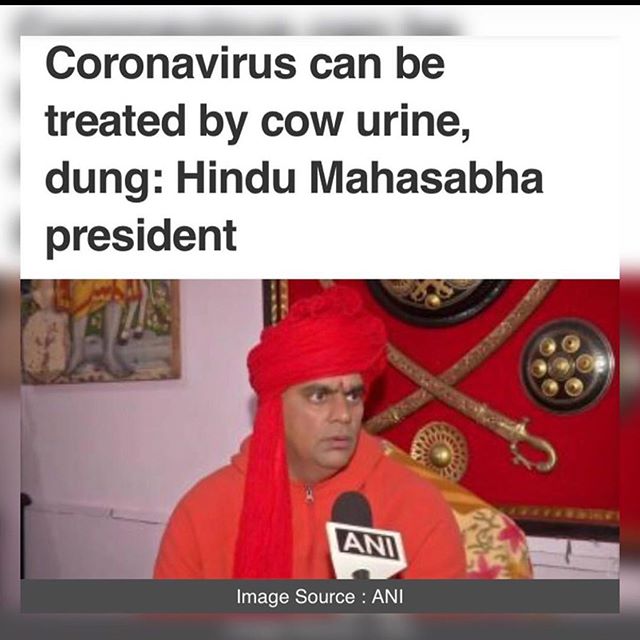 Coronavirus can be
treated by cow urine,
dung: Hindu Mahasabha
president
ANI
Image Source : ANI